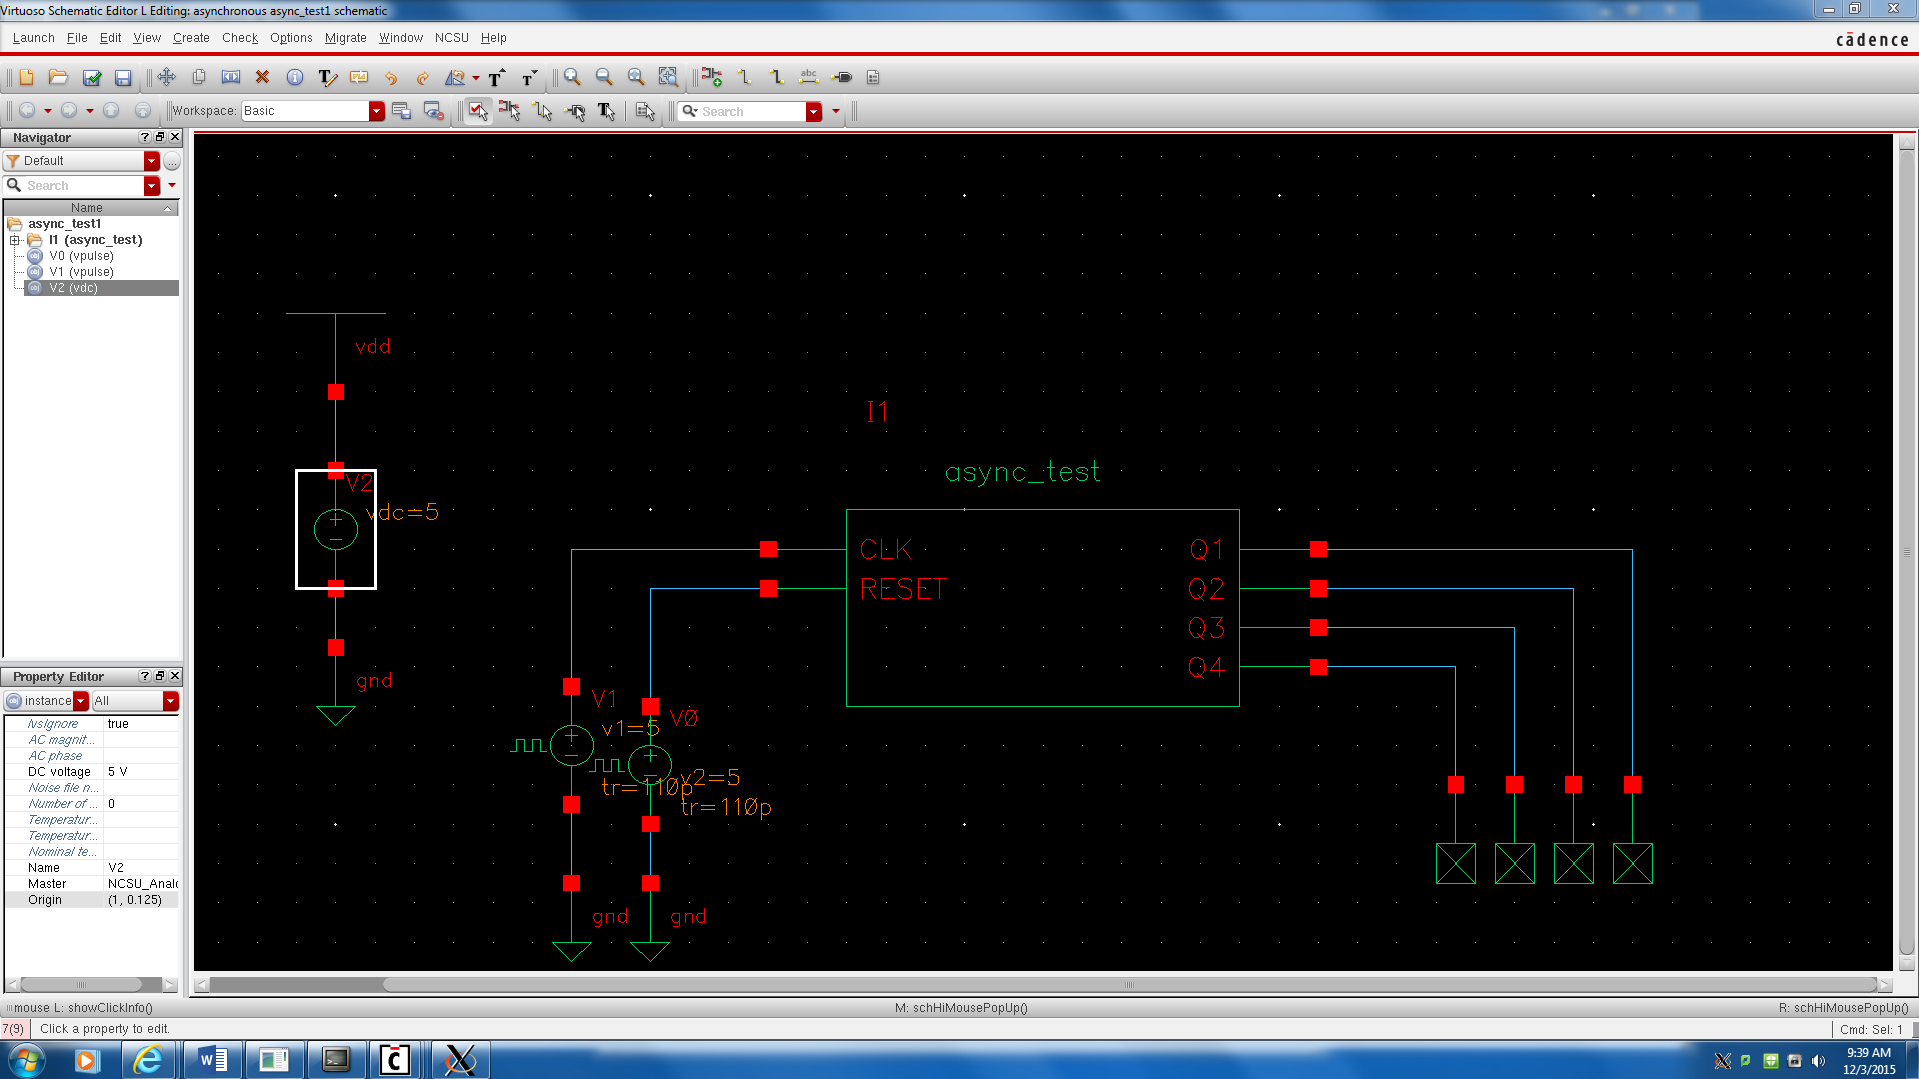 Virtuoso Schematic Editor L Editing: asynchronous async_test1 schematic
Launch File Edit View Create Check Options Migrate Window NCSU Help
cādence
Workspace: Basic
Search
Navigator
Default
Search
Name
async_test1
I1 (async_test)
V0 (vpulse)
V1 (vpulse)
V2 (vdc)
Property Editor
instance All
lvsIgnore true
AC magnit...
AC phase
DC voltage 5 V
Noise file n...
Number of ... 0
Temperatur...
Temperatur...
Nominal te...
Name V2
Master NCSU_Analo
Origin (1, 0.125)
vdd
V2
vdc=5
gnd
I1
async_test
CLK
RESET
Q1
Q2
Q3
Q4
V1
v1=5
tr=110p
gnd
V0
v2=5
tr=110p
gnd
mouse L: showClickInfo() M: schHiMousePopUp() R: schHiMousePopUp()
7(9) Click a property to edit. Cmd: Sel: 1
9:39 AM
12/3/2015